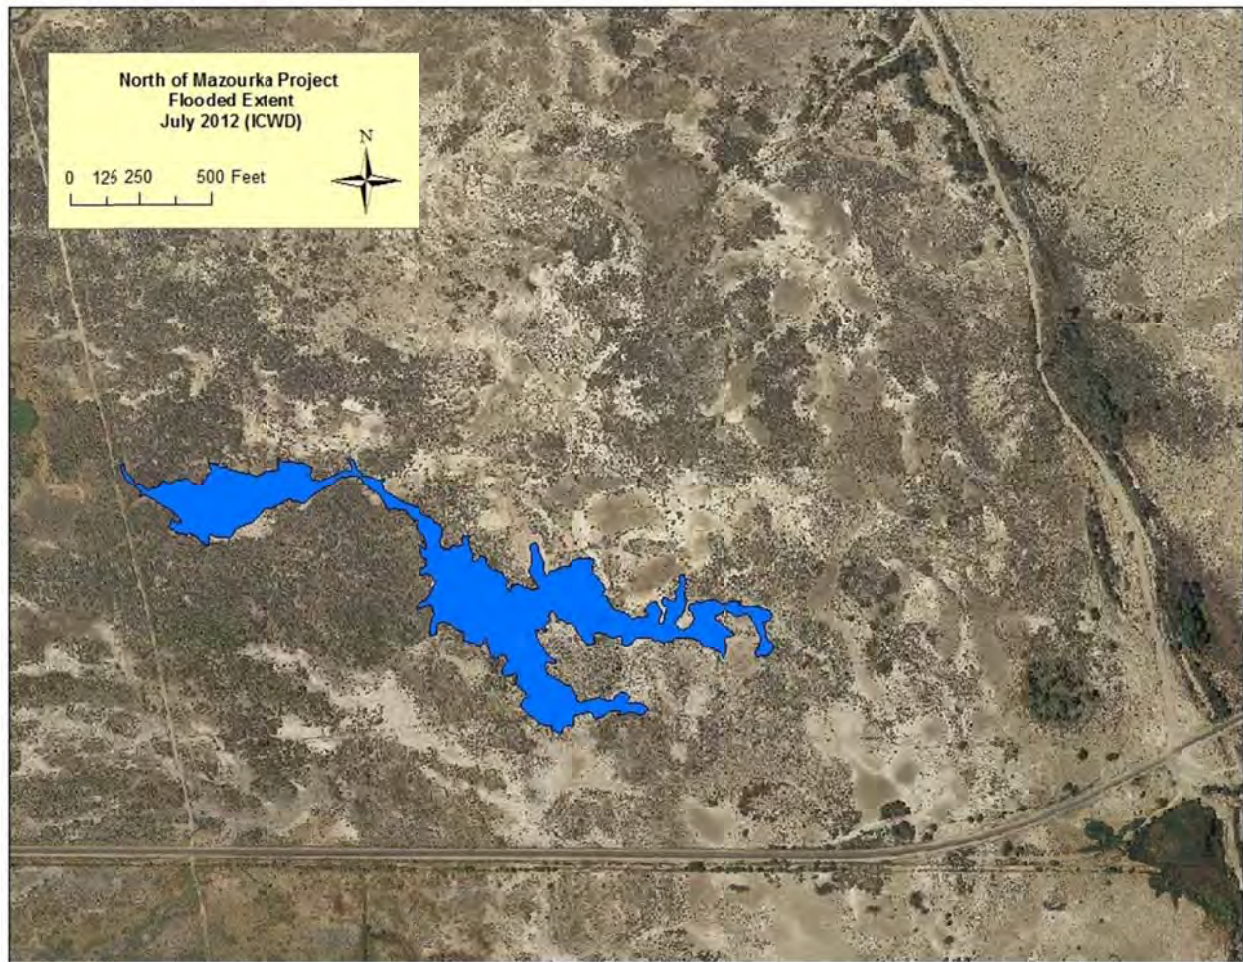 North of Mazourka Project
Flooded Extent
July 2012 (ICWD)
N
0 125 250 500 Feet